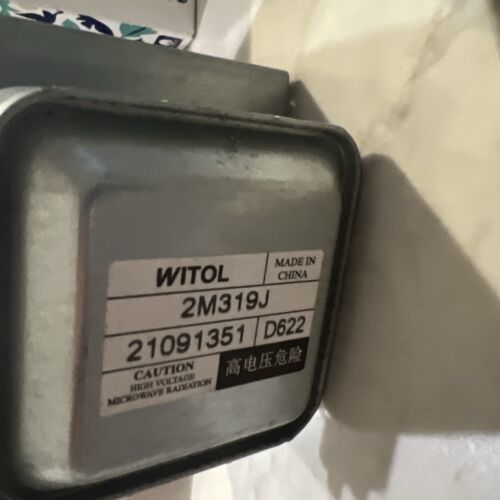 WITOL
MADE IN
CHINA
2M319J
21091351
D622
CAUTION
HIGH VOLTAGE
MICROWAVE RADIATION
高电压危险